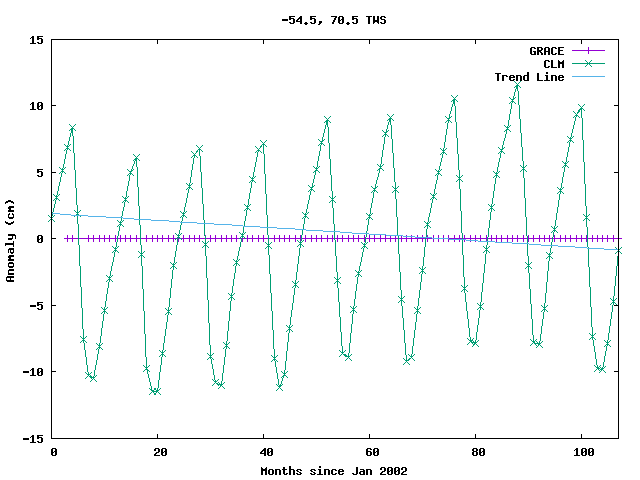 -54.5, 70.5 TWS
15
10
5
0
-5
-10
-15
Anomaly (cm)
GRACE
CLM
Trend Line
0 20 40 60 80 100
Months since Jan 2002